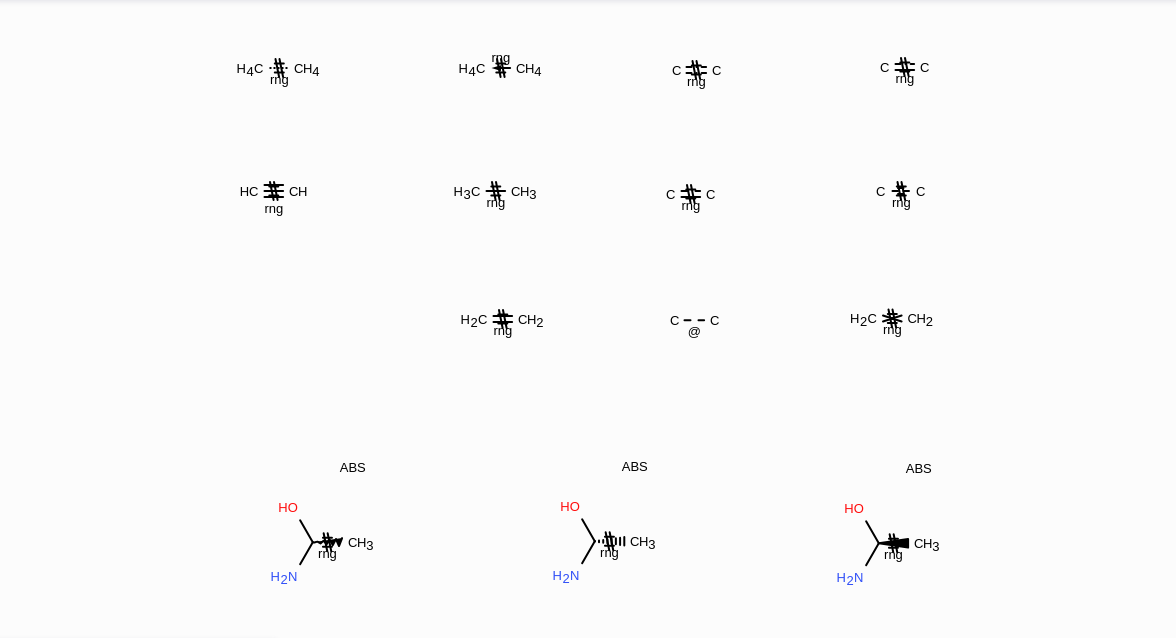 H4C CH4
rng
rng
H4C CH4
C C
rng
C C
rng
HC CH
rng
H3C CH3
rng
C C
rng
C C
rng
H2C CH2
rng
C C
@
H2C CH2
rng
ABS
HO
CH3
rng
H2N
ABS
HO
CH3
rng
H2N
ABS
HO
CH3
rng
H2N